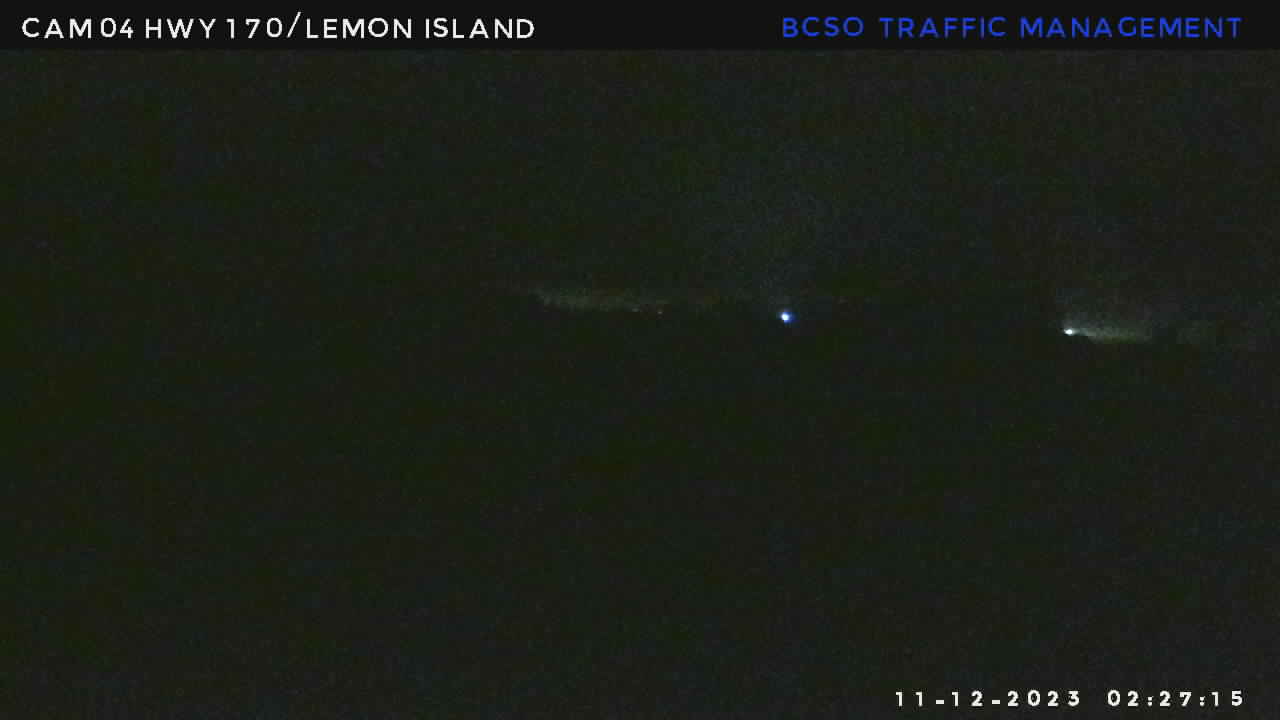 CAM04 HWY 170/LEMON ISLAND
BCSO TRAFFIC MANAGEMENT
11-12-2023 02:27:15